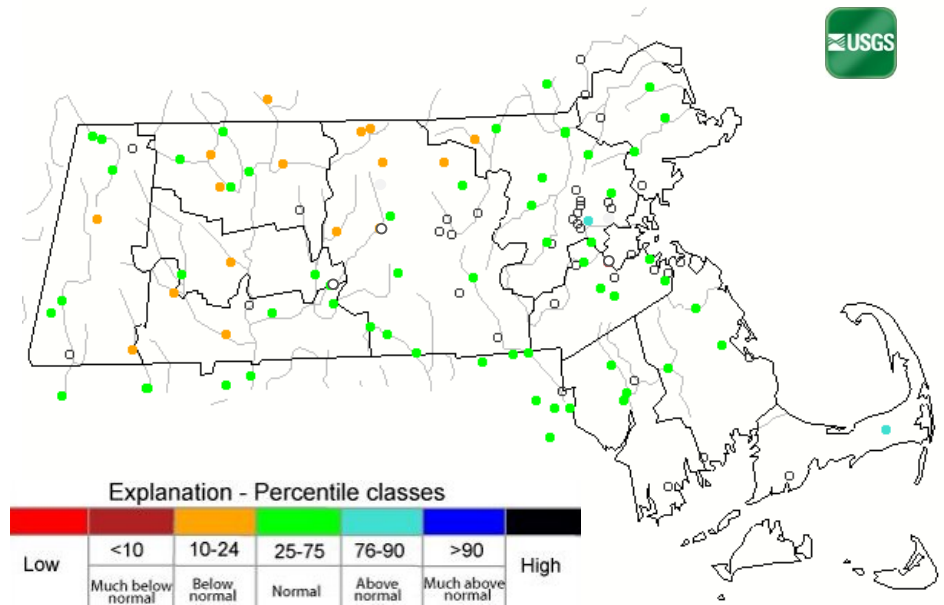 USGS
Explanation - Percentile classes
Low <10 10-24 25-75 76-90 >90 High
Much below normal Below normal Normal Above normal Much above normal